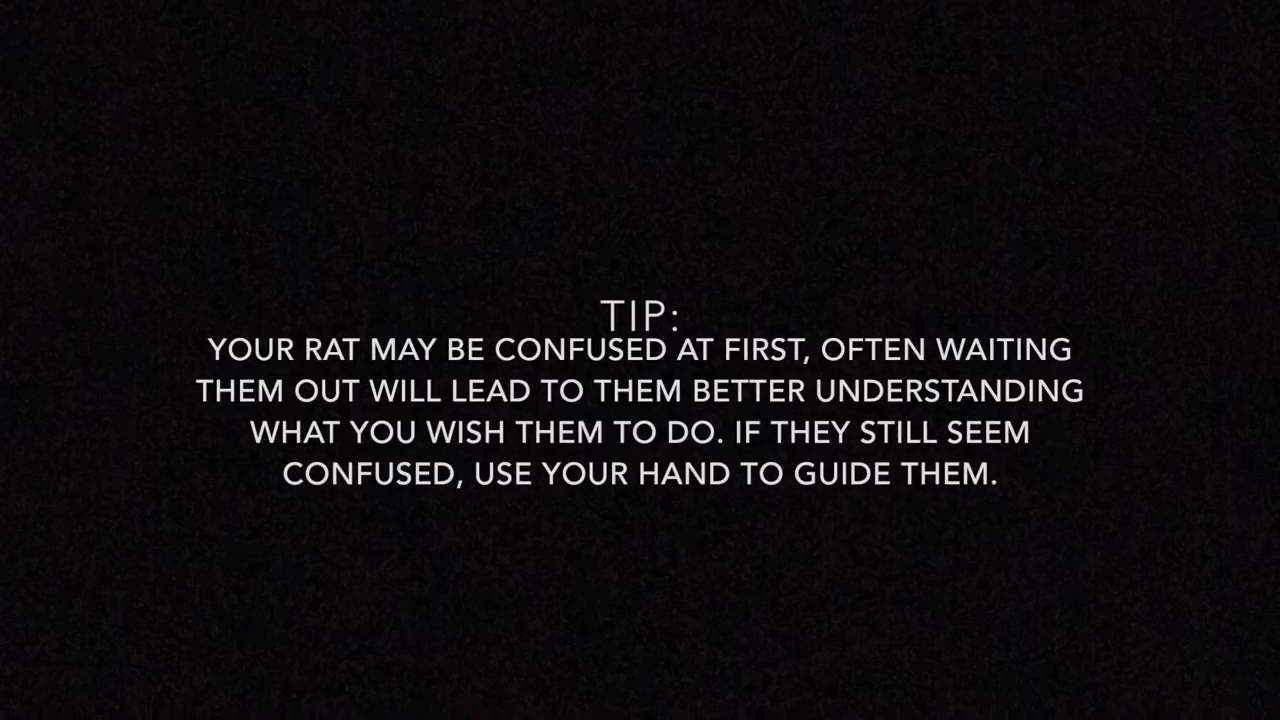 TIP:
YOUR RAT MAY BE CONFUSED AT FIRST, OFTEN WAITING
THEM OUT WILL LEAD TO THEM BETTER UNDERSTANDING
WHAT YOU WISH THEM TO DO. IF THEY STILL SEEM
CONFUSED, USE YOUR HAND TO GUIDE THEM.